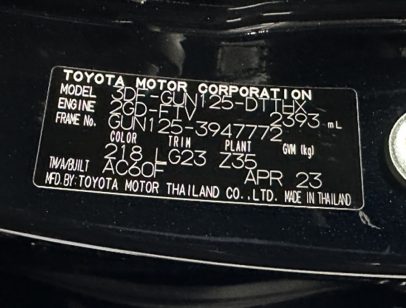 TOYOTA MOTOR CORPORATION
MODEL 3DF-GUN125-DTTHX
ENGINE 2GD-FTV 2393 mL
FRAME No. GUN125-3947772
COLOR TRIM PLANT GVM (kg)
218 LG23 Z35
TM/A/BUILT AC60F APR 23
MFD. BY: TOYOTA MOTOR THAILAND CO., LTD. MADE IN THAILAND